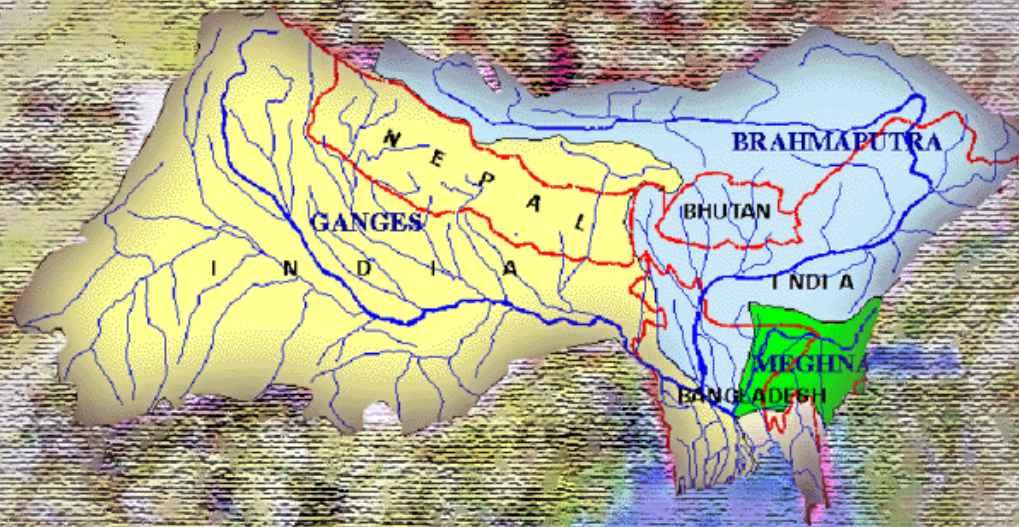 BRAHMAPUTRA
NEPAL
BHUTAN
GANGES
INDIA
INDIA
MEGHNA
BANGLADESH